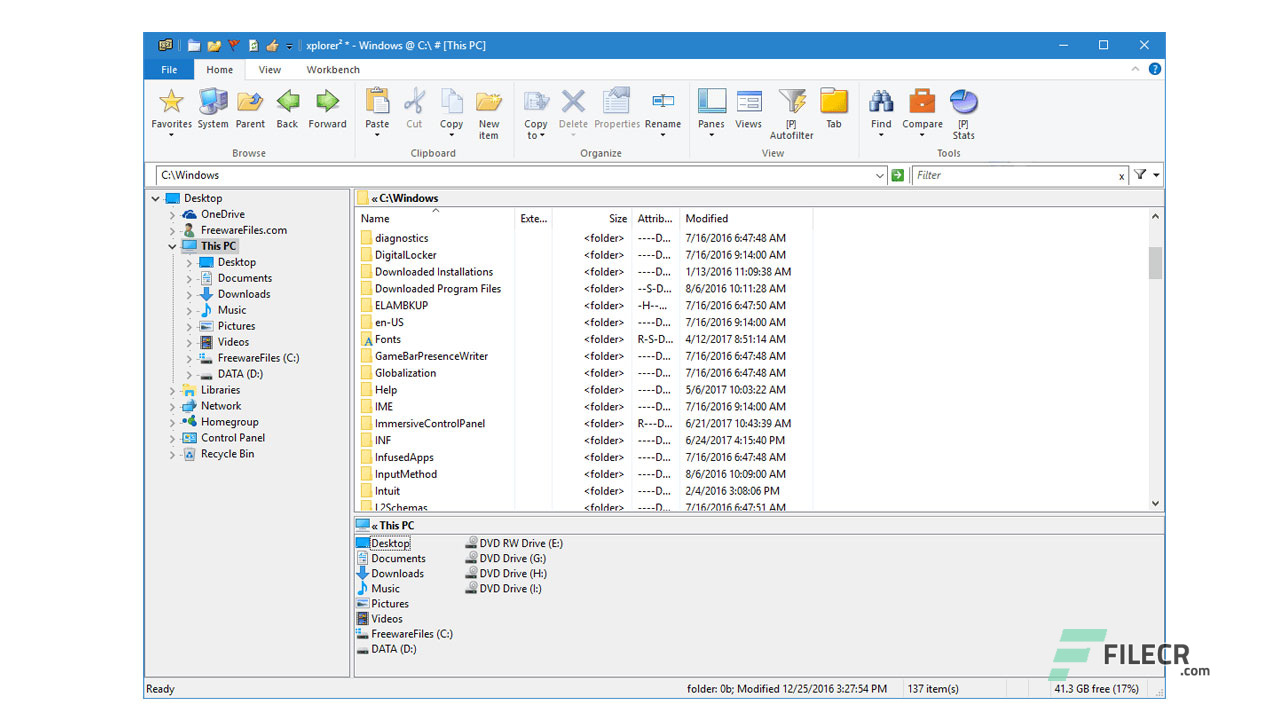 xplorer² * - Windows @ C:\ # [This PC]
File Home View Workbench
Favorites System Parent Back Forward Paste Cut Copy New item Copy to Delete Properties Rename Panes Views [P] Autofilter Tab Find Compare [P] Stats
Browse Clipboard Organize View Tools
C:\Windows Filter x
Desktop
OneDrive
FreewareFiles.com
This PC
Desktop
Documents
Downloads
Music
Pictures
Videos
FreewareFiles (C:)
DATA (D:)
Libraries
Network
Homegroup
Control Panel
Recycle Bin
« C:\Windows
Name Exte... Size Attrib... Modified
diagnostics <folder> ----D... 7/16/2016 6:47:48 AM
DigitalLocker <folder> ----D... 7/16/2016 9:14:00 AM
Downloaded Installations <folder> ----D... 1/13/2016 11:09:38 AM
Downloaded Program Files <folder> --S-D... 8/6/2016 10:11:28 AM
ELAMBKUP <folder> -H--... 7/16/2016 6:47:50 AM
en-US <folder> ----D... 7/16/2016 9:14:00 AM
Fonts <folder> R-S-D... 4/12/2017 8:51:14 AM
GameBarPresenceWriter <folder> ----D... 7/16/2016 6:47:48 AM
Globalization <folder> ----D... 7/16/2016 6:47:48 AM
Help <folder> ----D... 5/6/2017 10:03:22 AM
IME <folder> ----D... 7/16/2016 9:14:00 AM
ImmersiveControlPanel <folder> R---D... 6/21/2017 10:43:39 AM
INF <folder> ----D... 6/24/2017 4:15:40 PM
InfusedApps <folder> ----D... 7/16/2016 6:47:48 AM
InputMethod <folder> ----D... 8/6/2016 10:09:00 AM
Intuit <folder> ----D... 2/4/2016 3:08:06 PM
L2Schemas <folder> ----D... 7/16/2016 6:47:51 AM
« This PC
Desktop DVD RW Drive (E:)
Documents DVD Drive (G:)
Downloads DVD Drive (H:)
Music DVD Drive (I:)
Pictures
Videos
FreewareFiles (C:)
DATA (D:)
FILECR
.com
Ready folder: 0b; Modified 12/25/2016 3:27:54 PM 137 item(s) 41.3 GB free (17%)